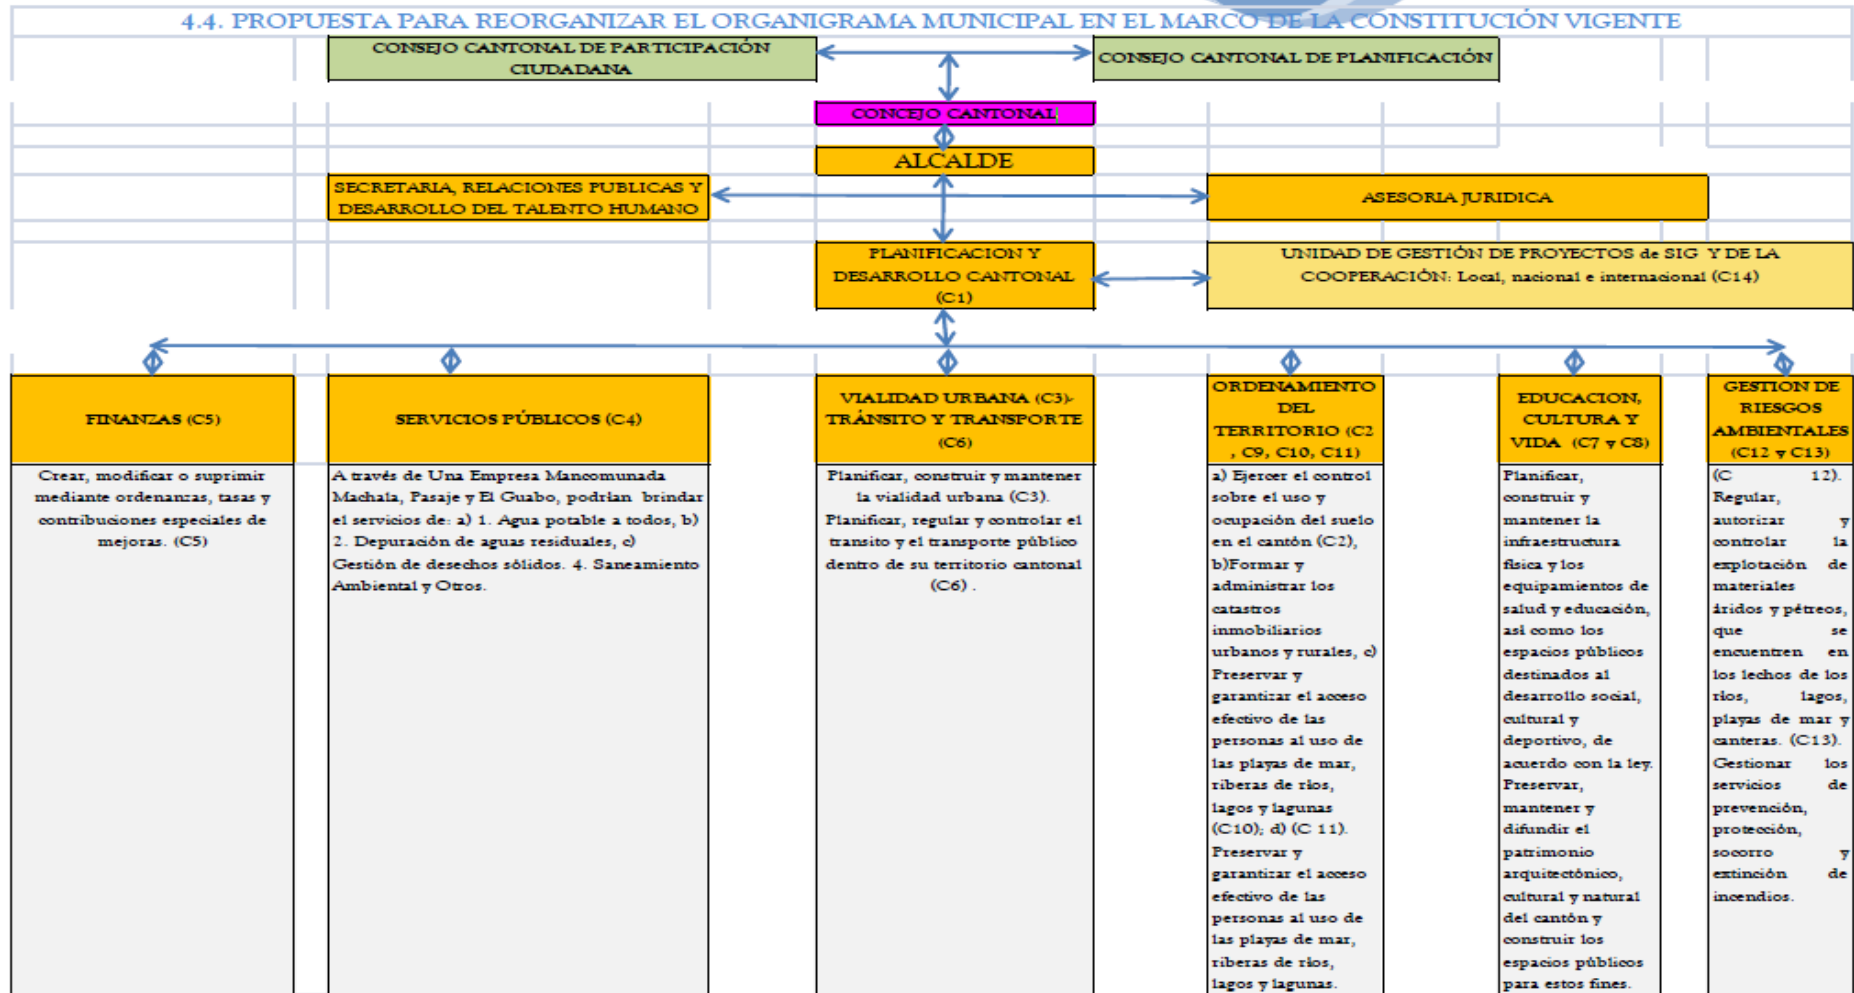 4.4. PROPUESTA PARA REORGANIZAR EL ORGANIGRAMA MUNICIPAL EN EL MARCO DE LA CONSTITUCIÓN VIGENTE
CONSEJO CANTONAL DE PARTICIPACIÓN
CIUDADANA
CONSEJO CANTONAL DE PLANIFICACIÓN
CONCEJO CANTONAL
ALCALDE
SECRETARIA, RELACIONES PUBLICAS Y
DESARROLLO DEL TALENTO HUMANO
ASESORIA JURIDICA
PLANIFICACION Y
DESARROLLO CANTONAL
(C1)
UNIDAD DE GESTIÓN DE PROYECTOS de SIG Y DE LA
COOPERACIÓN: Local, nacional e internacional (C14)
FINANZAS (C5)
Crear, modificar o suprimir
mediante ordenanzas, tasas y
contribuciones especiales de
mejoras. (C5)
SERVICIOS PÚBLICOS (C4)
A través de Una Empresa Mancomunada
Machala, Pasaje y El Guabo, podrían brindar
el servicios de: a) 1. Agua potable a todos, b)
2. Depuración de aguas residuales, c)
Gestión de desechos sólidos. 4. Saneamiento
Ambiental y Otros.
VIALIDAD URBANA (C3)-
TRÁNSITO Y TRANSPORTE
(C6)
Planificar, construir y mantener
la vialidad urbana (C3).
Planificar, regular y controlar el
transito y el transporte público
dentro de su territorio cantonal
(C6) .
ORDENAMIENTO
DEL
TERRITORIO (C2
, C9, C10, C11)
a) Ejercer el control
sobre el uso y
ocupación del suelo
en el cantón (C2),
b)Formar y
administrar los
catastros
inmobiliarios
urbanos y rurales, c)
Preservar y
garantizar el acceso
efectivo de las
personas al uso de
las playas de mar,
riberas de ríos,
lagos y lagunas
(C10); d) (C 11).
Preservar y
garantizar el acceso
efectivo de las
personas al uso de
las playas de mar,
riberas de ríos,
lagos y lagunas.
EDUCACION,
CULTURA Y
VIDA (C7 y C8)
Planificar,
construir y
mantener la
infraestructura
física y los
equipamientos de
salud y educación,
así como los
espacios públicos
destinados al
desarrollo social,
cultural y
deportivo, de
acuerdo con la ley.
Preservar,
mantener y
difundir el
patrimonio
arquitectónico,
cultural y natural
del cantón y
construir los
espacios públicos
para estos fines.
GESTION DE
RIESGOS
AMBIENTALES
(C12 y C13)
(C 12).
Regular,
autorizar y
controlar la
explotación de
materiales
áridos y pétreos,
que se
encuentren en
los lechos de los
ríos, lagos,
playas de mar y
canteras. (C13).
Gestionar los
servicios de
prevención,
protección,
socorro y
extinción de
incendios.